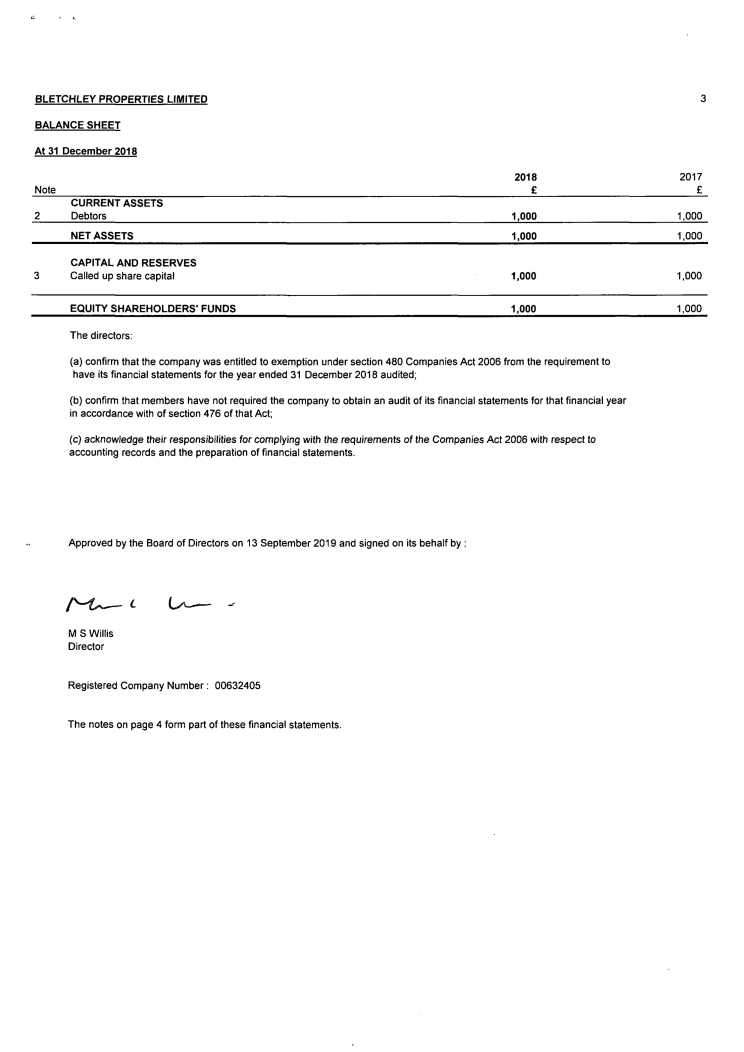 BLETCHLEY PROPERTIES LIMITED 3
BALANCE SHEET
At 31 December 2018
2018 2017
Note £ £
CURRENT ASSETS
2 Debtors 1,000 1,000
NET ASSETS 1,000 1,000
CAPITAL AND RESERVES
3 Called up share capital 1,000 1,000
EQUITY SHAREHOLDERS' FUNDS 1,000 1,000
The directors:
(a) confirm that the company was entitled to exemption under section 480 Companies Act 2006 from the requirement to
have its financial statements for the year ended 31 December 2018 audited;
(b) confirm that members have not required the company to obtain an audit of its financial statements for that financial year
in accordance with of section 476 of that Act;
(c) acknowledge their responsibilities for complying with the requirements of the Companies Act 2006 with respect to
accounting records and the preparation of financial statements.
Approved by the Board of Directors on 13 September 2019 and signed on its behalf by :
M S Willis
Director
Registered Company Number : 00632405
The notes on page 4 form part of these financial statements.